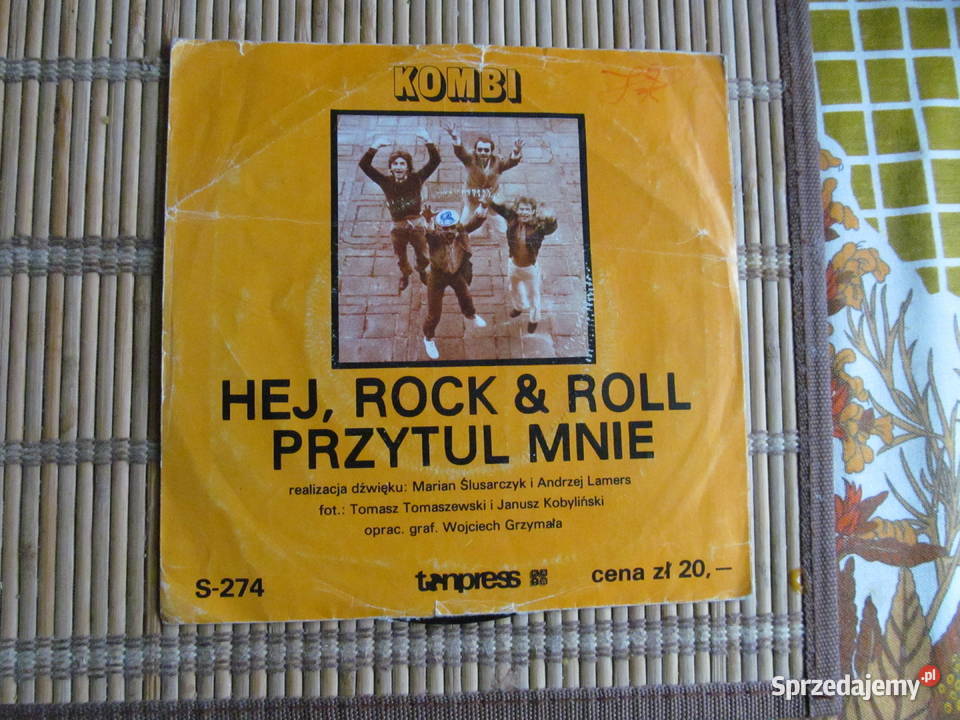 KOMBI
HEJ, ROCK & ROLL
PRZYTUL MNIE
realizacja dźwięku: Marian Ślusarczyk i Andrzej Lamers
fot.: Tomasz Tomaszewski i Janusz Kobyliński
oprac. graf. Wojciech Grzymała
S-274
tonpress
cena zł 20,—
Sprzedajemy.pl